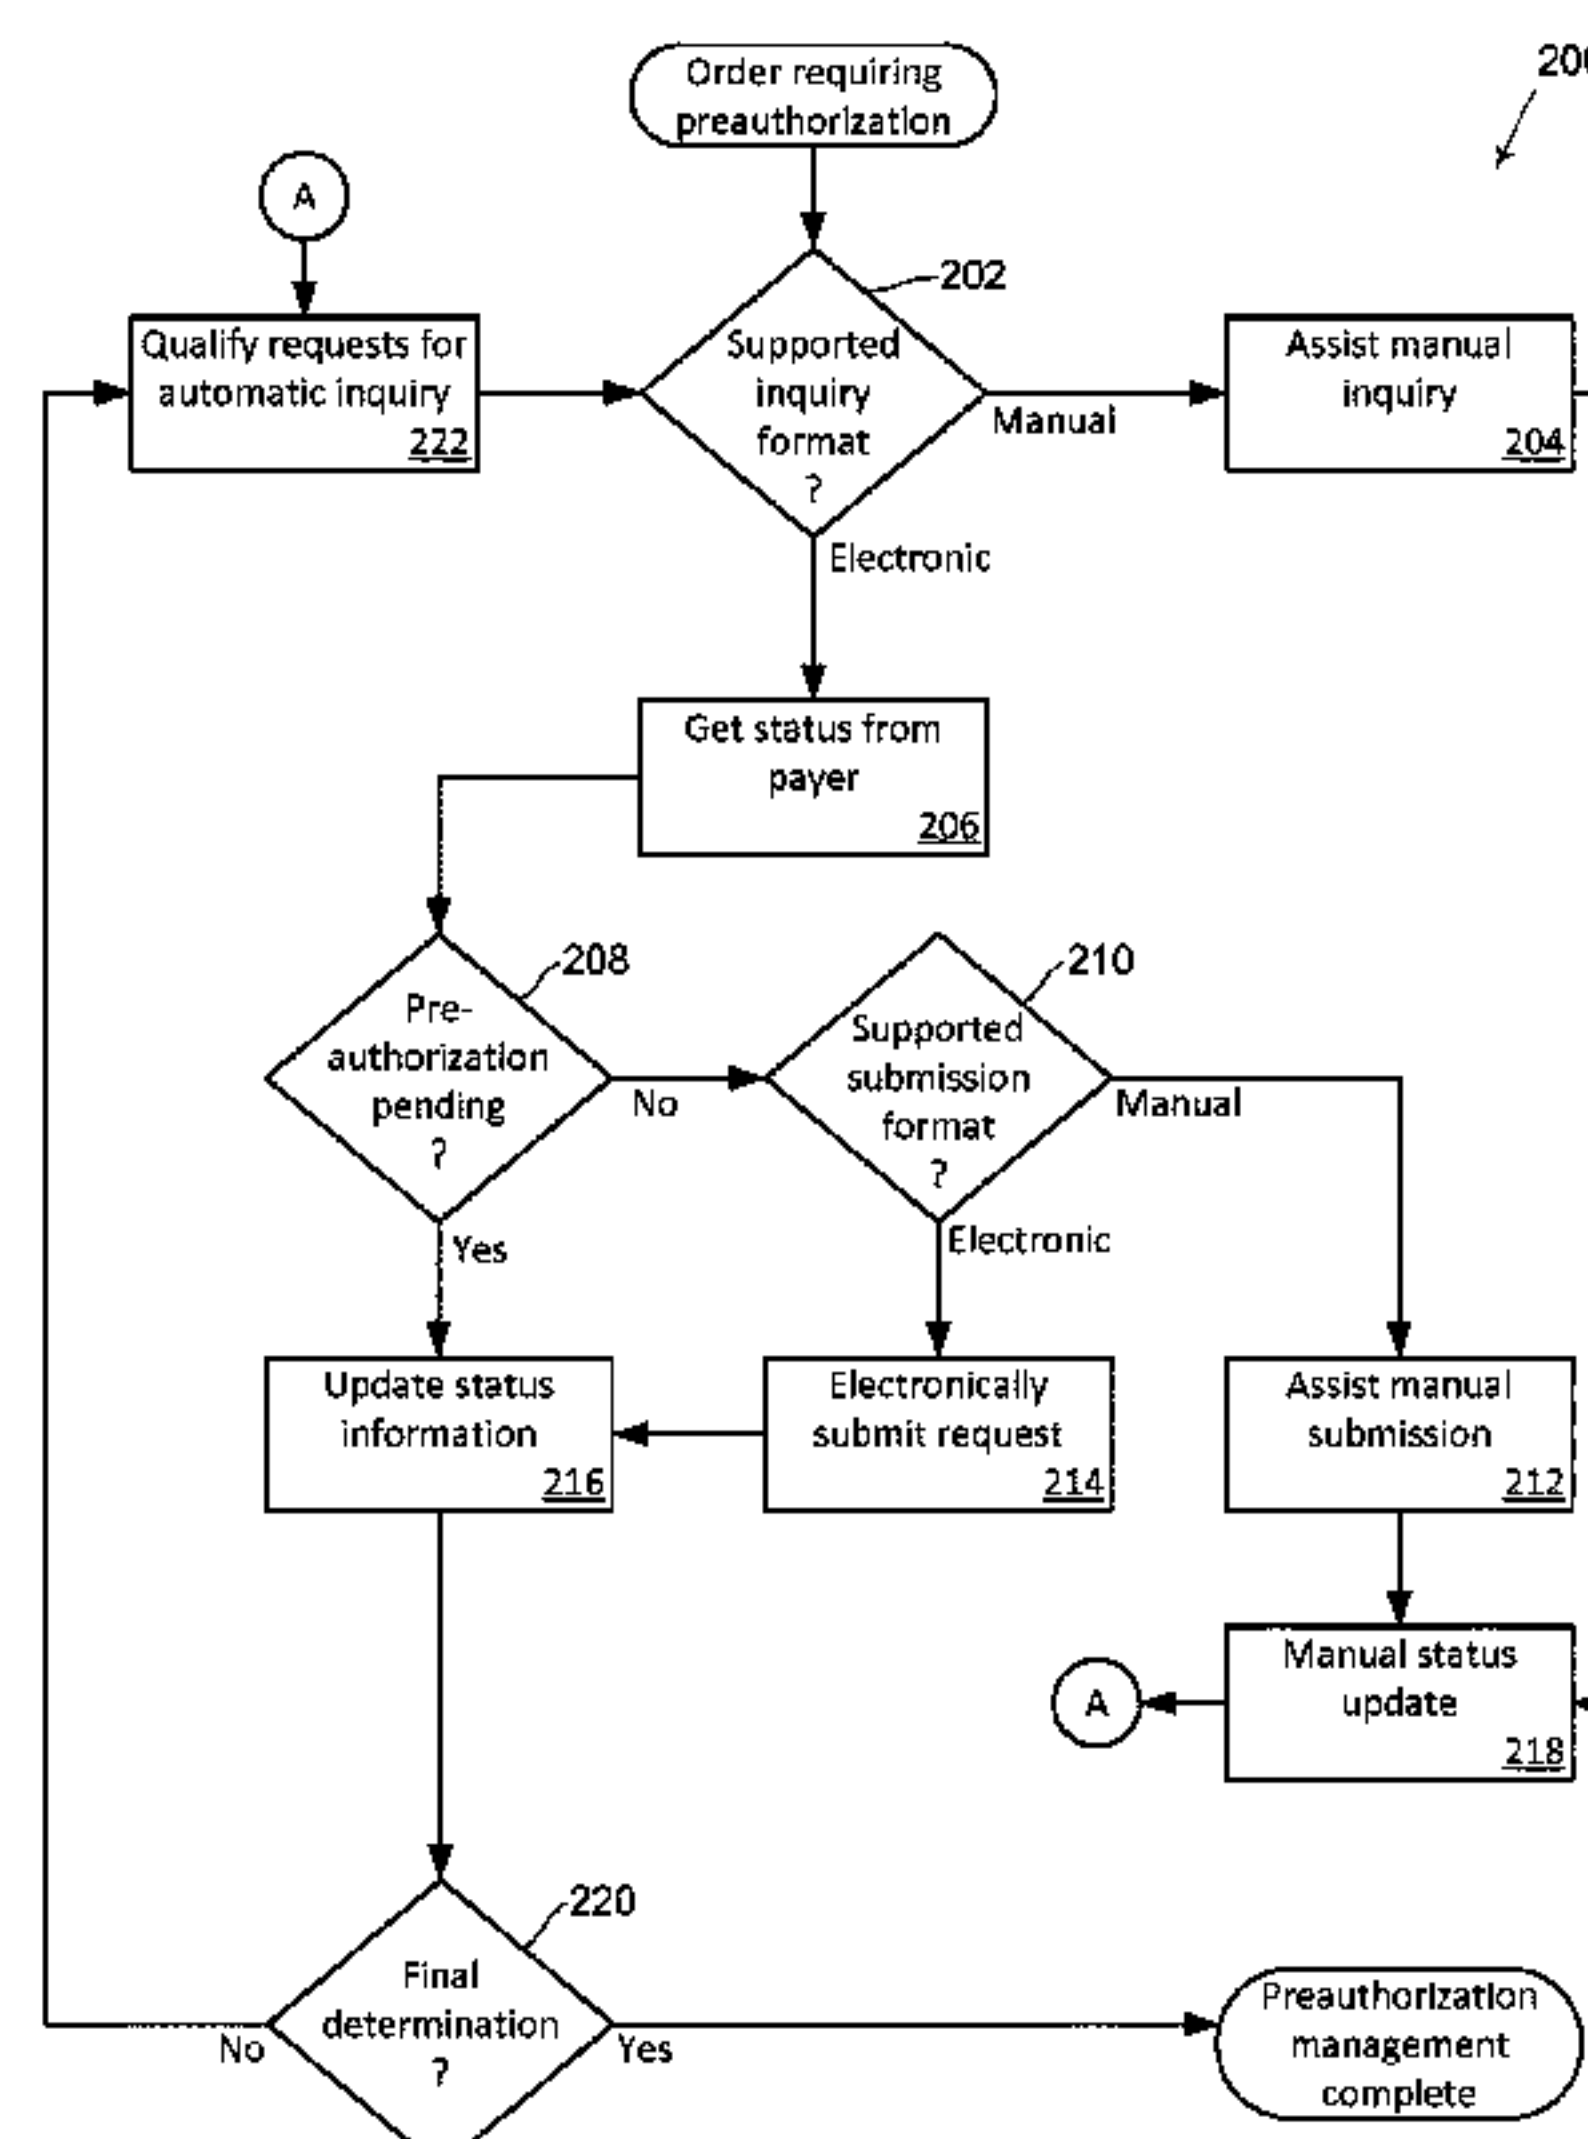 Order requiring
preauthorization
200
A
202
Qualify requests for
automatic inquiry
222
Supported
inquiry
format
?
Manual
Assist manual
inquiry
204
Electronic
Get status from
payer
206
208
Pre-
authorization
pending
?
No
Yes
210
Supported
submission
format
?
Manual
Electronic
Update status
information
216
Electronically
submit request
214
Assist manual
submission
212
A
Manual status
update
218
220
Final
determination
?
No
Yes
Preauthorization
management
complete